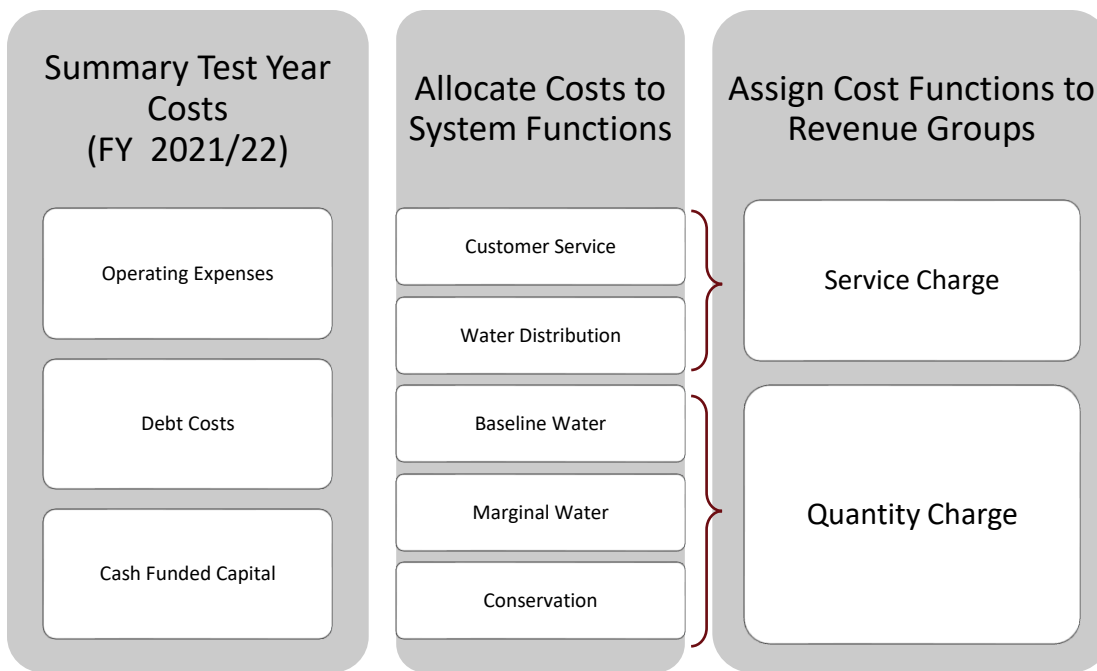 Summary Test Year
Costs
(FY 2021/22)
Operating Expenses
Debt Costs
Cash Funded Capital
Allocate Costs to
System Functions
Customer Service
Water Distribution
Baseline Water
Marginal Water
Conservation
Assign Cost Functions to
Revenue Groups
Service Charge
Quantity Charge